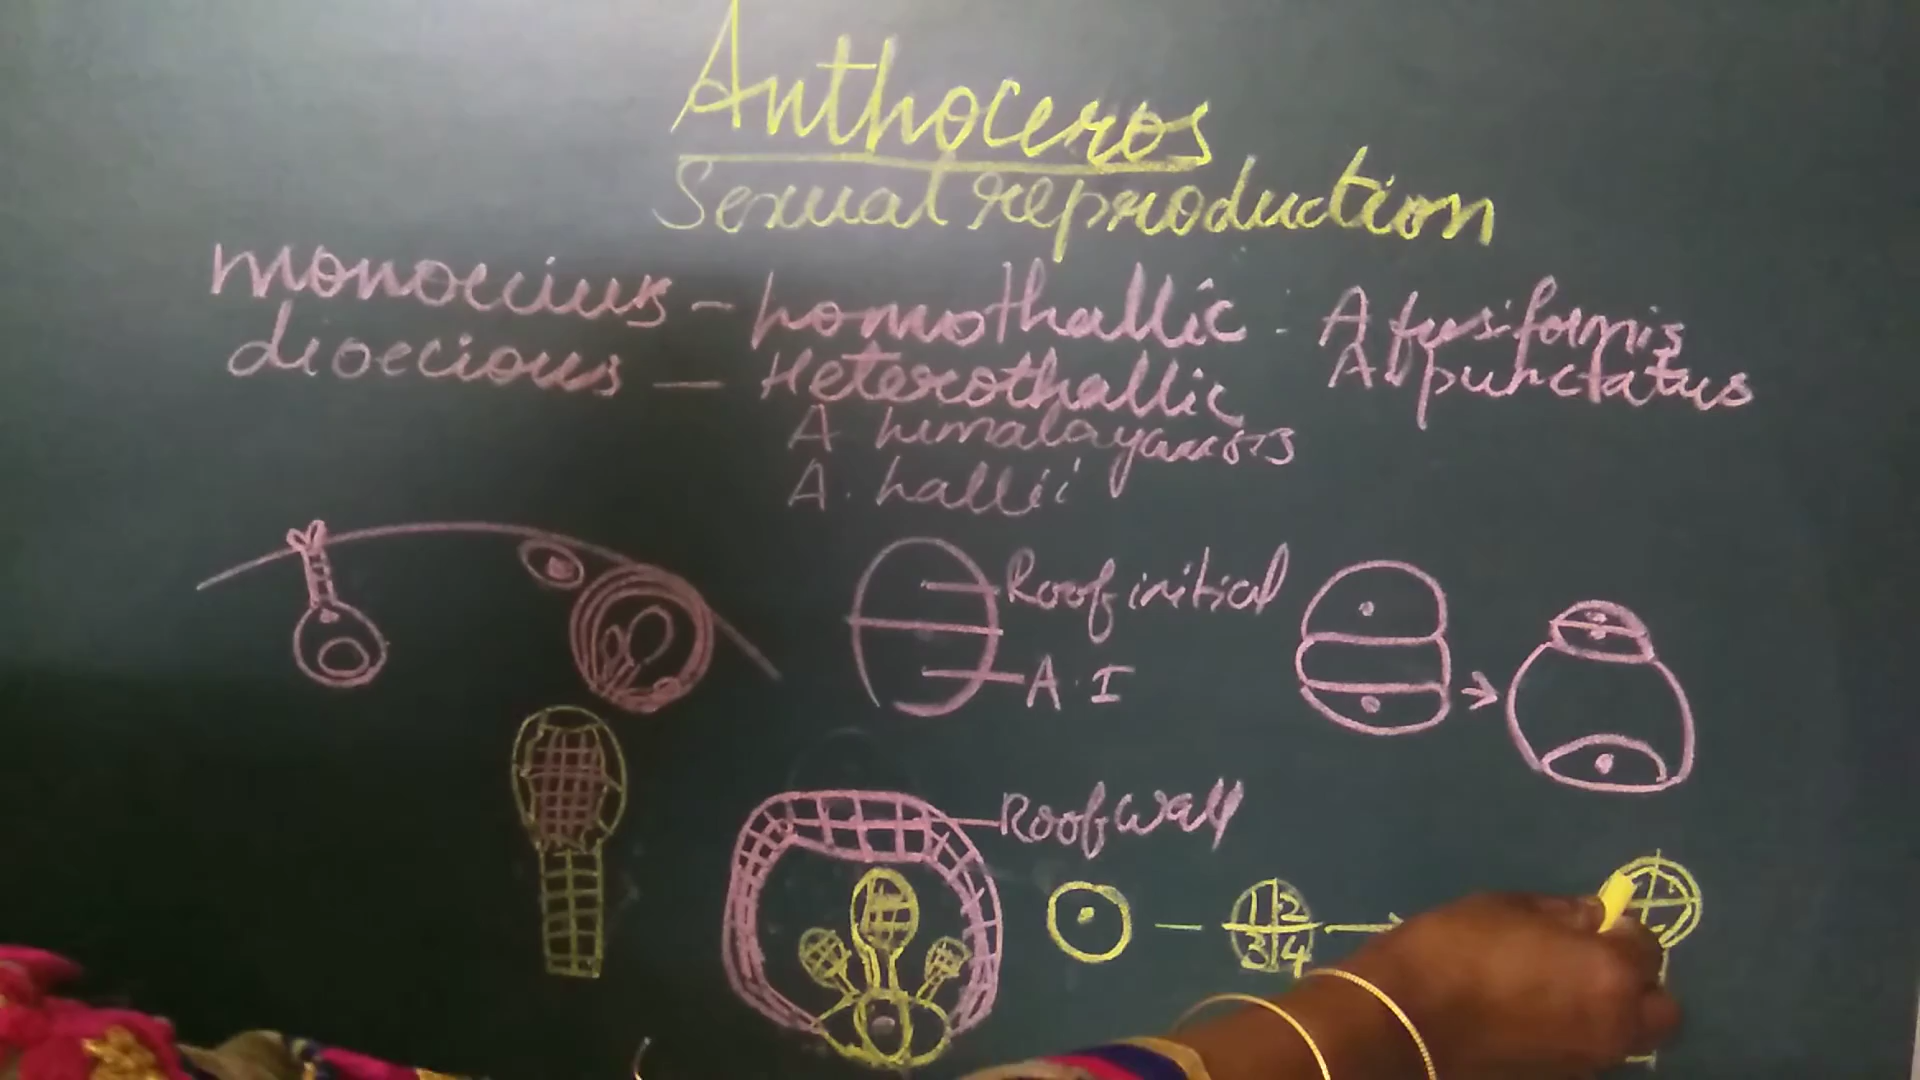 Anthoceros
Sexual reproduction
monoecius - homothallic : A fusiformis
A punctatus
dioecious - Heterothallic
A himalayansis
A. hallii
Roof initial
A.I
Roof wall
1 2
3 4